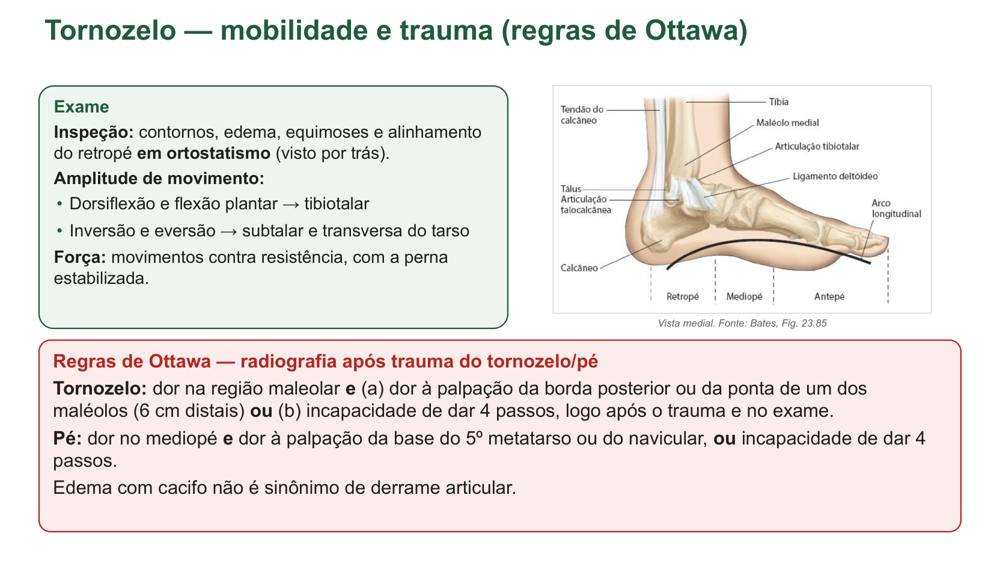 Tornozelo — mobilidade e trauma (regras de Ottawa)
Exame
Inspeção: contornos, edema, equimoses e alinhamento
do retropé em ortostatismo (visto por trás).
Amplitude de movimento:
• Dorsiflexão e flexão plantar → tibiotalar
• Inversão e eversão → subtalar e transversa do tarso
Força: movimentos contra resistência, com a perna
estabilizada.
Tendão do
calcâneo
Tíbia
Maléolo medial
Articulação tibiotalar
Ligamento deltóideo
Tálus
Articulação
talocalcânea
Arco
longitudinal
Calcâneo
Retropé
Mediopé
Antepé
Vista medial. Fonte: Bates, Fig. 23.85
Regras de Ottawa — radiografia após trauma do tornozelo/pé
Tornozelo: dor na região maleolar e (a) dor à palpação da borda posterior ou da ponta de um dos
maléolos (6 cm distais) ou (b) incapacidade de dar 4 passos, logo após o trauma e no exame.
Pé: dor no mediopé e dor à palpação da base do 5º metatarso ou do navicular, ou incapacidade de dar 4
passos.
Edema com cacifo não é sinônimo de derrame articular.